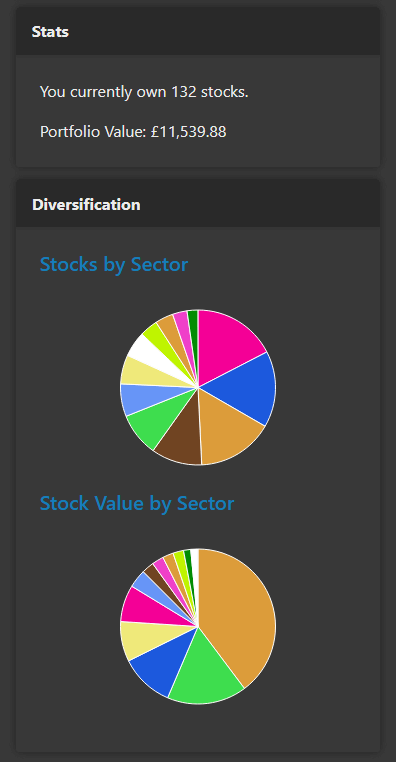 Stats
You currently own 132 stocks.
Portfolio Value: £11,539.88
Diversification
Stocks by Sector
Stock Value by Sector